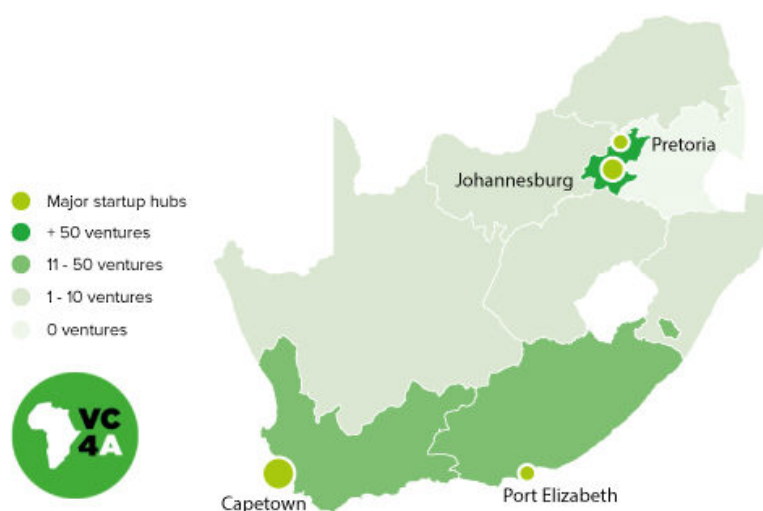 Pretoria
Johannesburg
Major startup hubs
+ 50 ventures
11 - 50 ventures
1 - 10 ventures
0 ventures
VC
4A
Capetown
Port Elizabeth